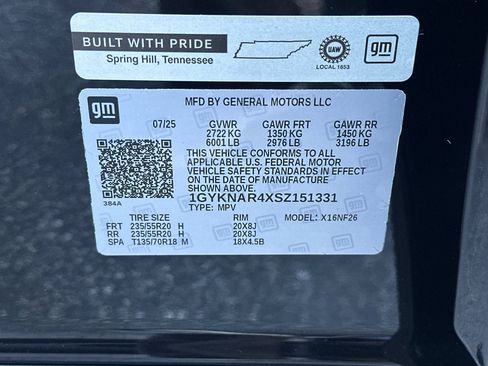 BUILT WITH PRIDE
Spring Hill, Tennessee
UAW
LOCAL 1853
gm
gm
MFD BY GENERAL MOTORS LLC
07/25 GVWR GAWR FRT GAWR RR
2722 KG 1350 KG 1450 KG
6001 LB 2976 LB 3196 LB
THIS VEHICLE CONFORMS TO ALL
APPLICABLE U.S. FEDERAL MOTOR
VEHICLE SAFETY STANDARDS IN EFFECT
ON THE DATE OF MANUFACTURE
SHOWN ABOVE.
384A
1GYKNAR4XSZ151331
TYPE: MPV
TIRE SIZE RIM MODEL: X16NF26
FRT 235/55R20 H 20X8J
RR 235/55R20 H 20X8J
SPA T135/70R18 M 18X4.5B